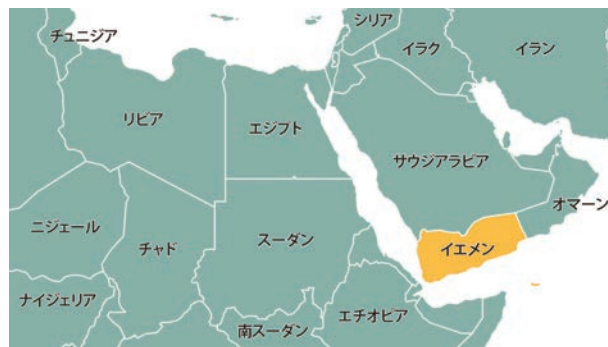 シリア
チュニジア
イラク
イラン
リビア
エジプト
サウジアラビア
オマーン
ニジェール
チャド
スーダン
イエメン
ナイジェリア
南スーダン
エチオピア